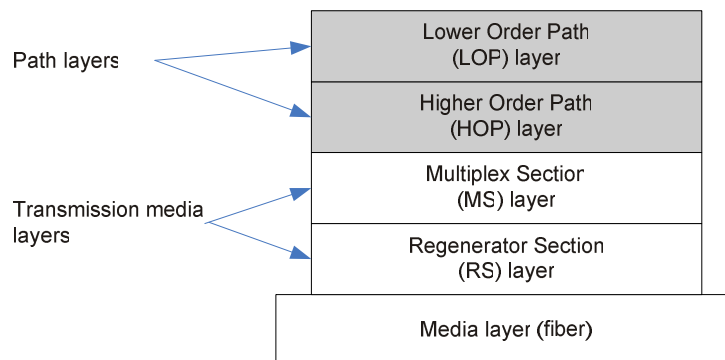 Path layers
Lower Order Path
(LOP) layer
Higher Order Path
(HOP) layer
Transmission media
layers
Multiplex Section
(MS) layer
Regenerator Section
(RS) layer
Media layer (fiber)